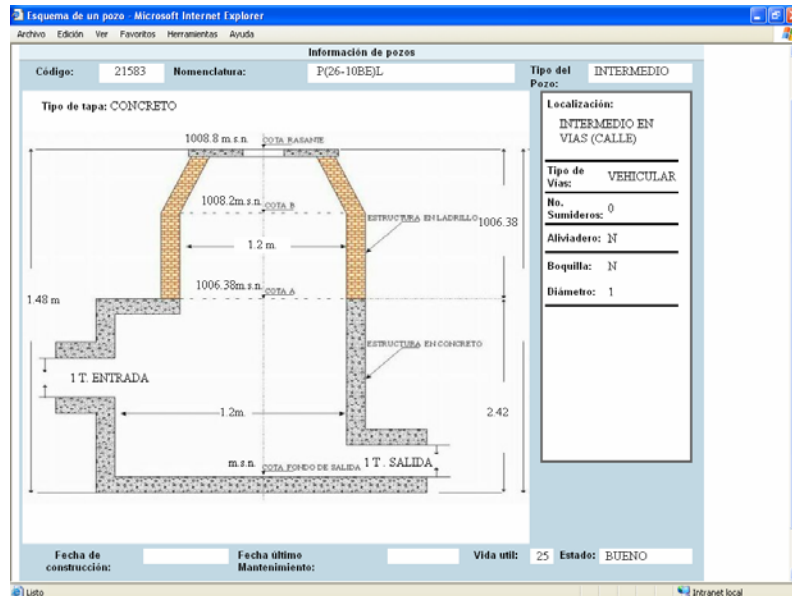 Esquema de un pozo - Microsoft Internet Explorer
Archivo Edición Ver Favoritos Herramientas Ayuda
Información de pozos
Código: 21583 Nomenclatura: P(26-10BE)L Tipo del Pozo: INTERMEDIO
Tipo de tapa: CONCRETO
Localización:
INTERMEDIO EN
VIAS (CALLE)
Tipo de Vías: VEHICULAR
No. Sumideros: 0
Aliviadero: N
Boquilla: N
Diámetro: 1
1008.8 m.s.n. COTA RASANTE
1008.2m.s.n. COTA B
ESTRUCTURA EN LADRILLO
1006.38
1.2 m.
1006.38m.s.n. COTA A
1.48 m
ESTRUCTURA EN CONCRETO
1 T. ENTRADA
1.2m.
2.42
m.s.n. COTA FONDO DE SALIDA
1 T. SALIDA
Fecha de construcción:
Fecha último Mantenimiento:
Vida util: 25 Estado: BUENO
Listo
Intranet local